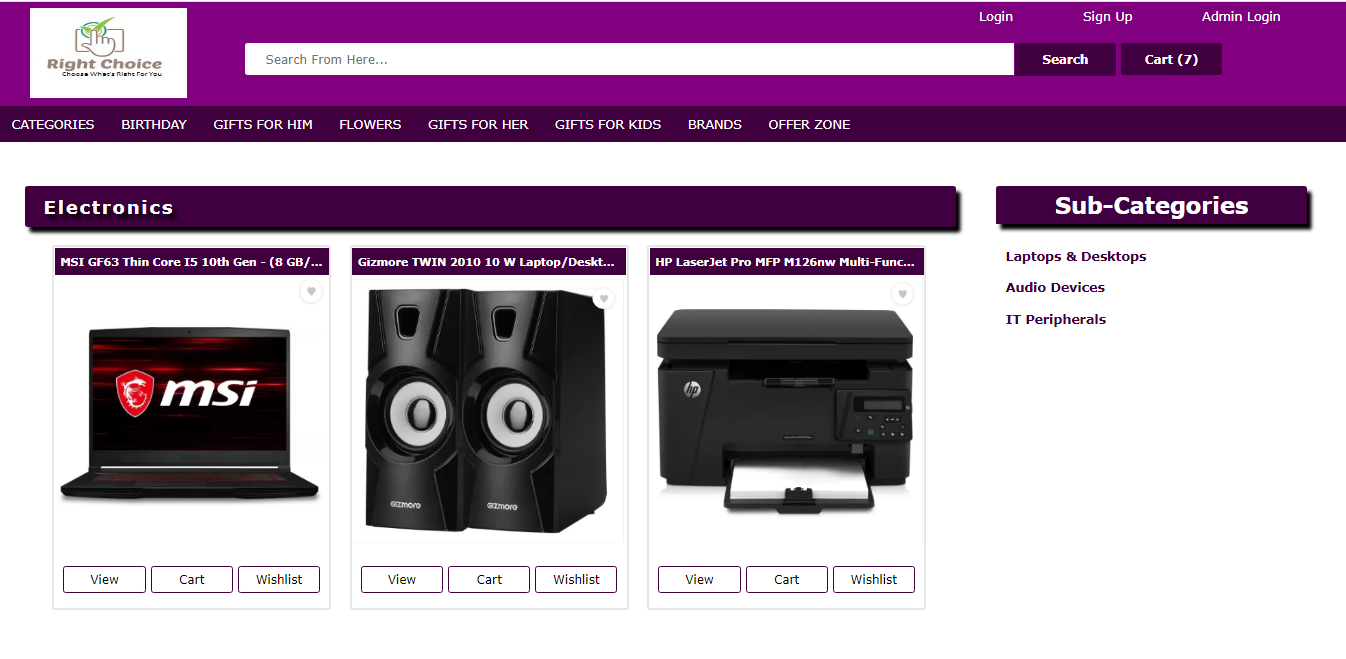 Login Sign Up Admin Login
Right Choice
Choose What's Right For You
Search From Here...
Search
Cart (7)
CATEGORIES BIRTHDAY GIFTS FOR HIM FLOWERS GIFTS FOR HER GIFTS FOR KIDS BRANDS OFFER ZONE
Electronics
MSI GF63 Thin Core I5 10th Gen - (8 GB/...
msi
View Cart Wishlist
Gizmore TWIN 2010 10 W Laptop/Deskt...
GIZMORE GIZMORE
View Cart Wishlist
HP LaserJet Pro MFP M126nw Multi-Func...
hp
View Cart Wishlist
Sub-Categories
Laptops & Desktops
Audio Devices
IT Peripherals